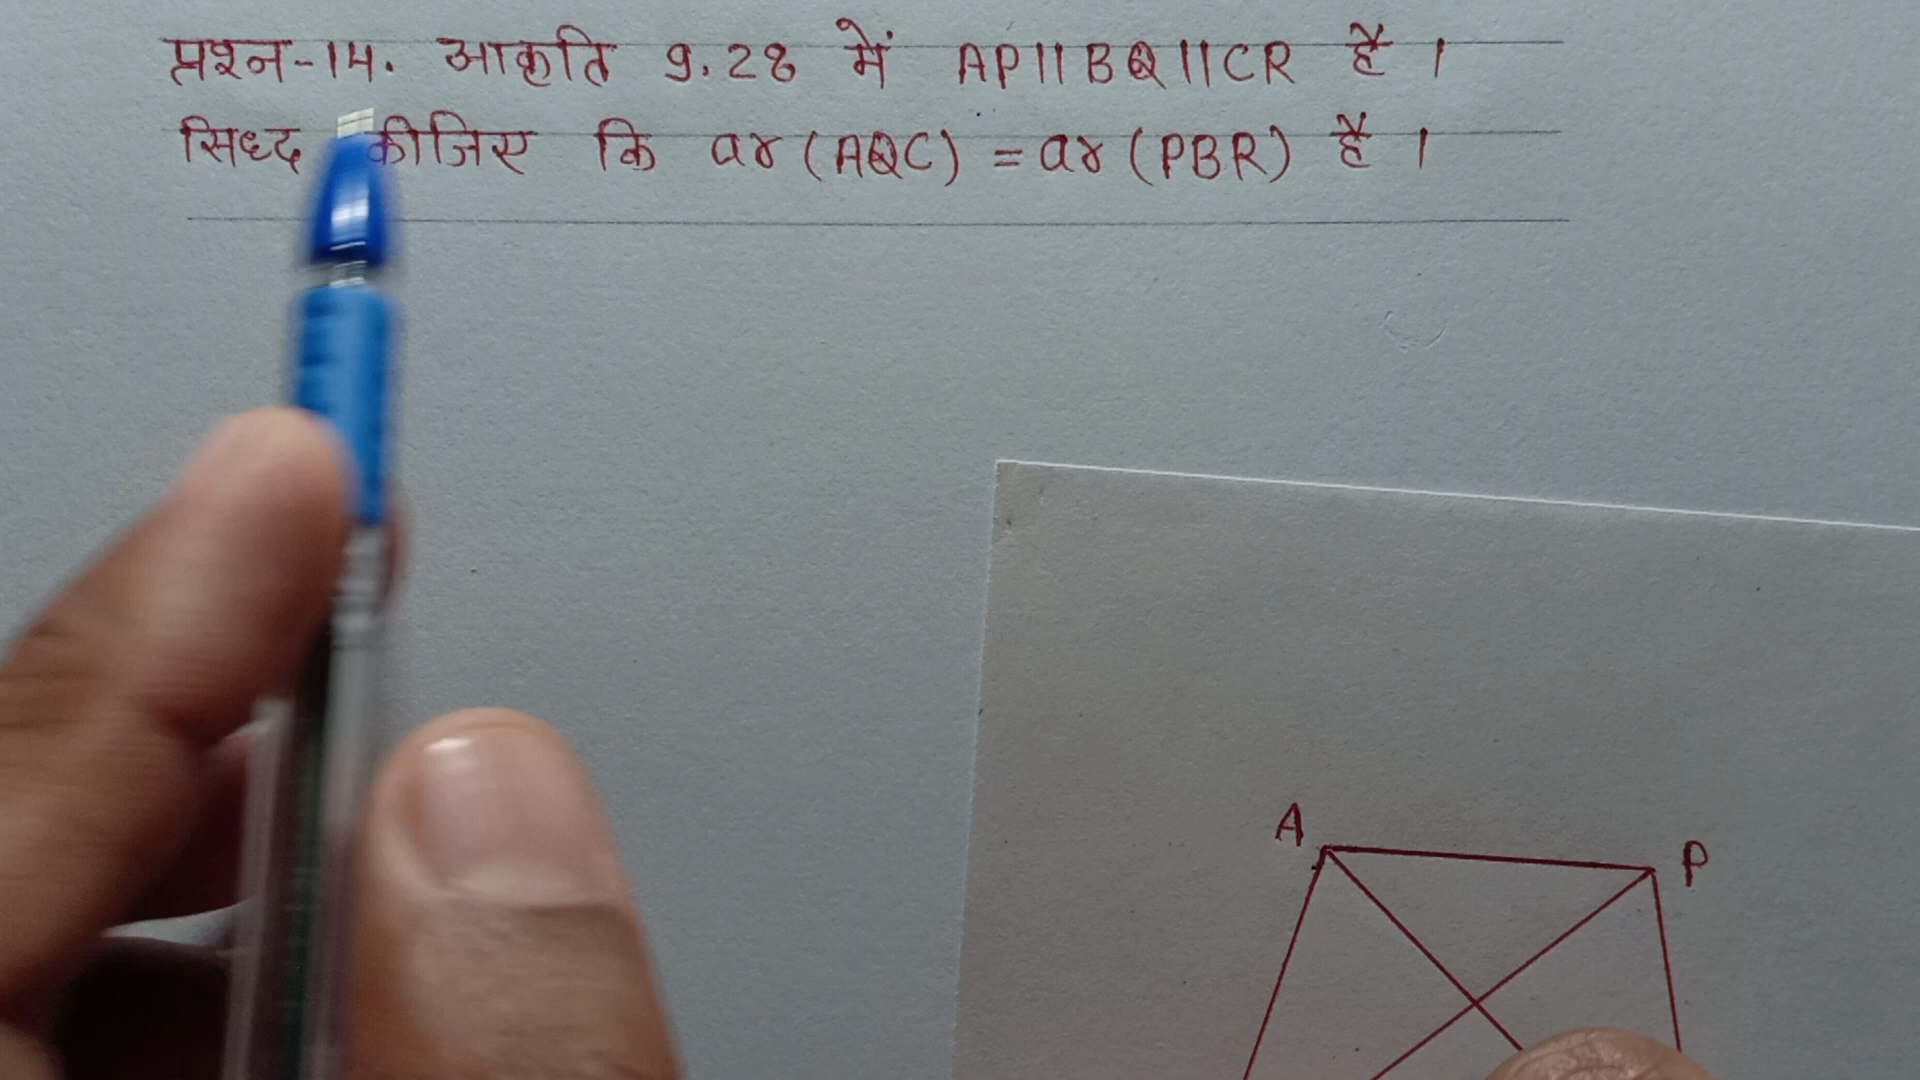 प्रश्न-14. आकृति 9.28 में AP||BQ||CR है ।
सिध्द कीजिए कि ar(AQC) = ar(PBR) है ।
A
P